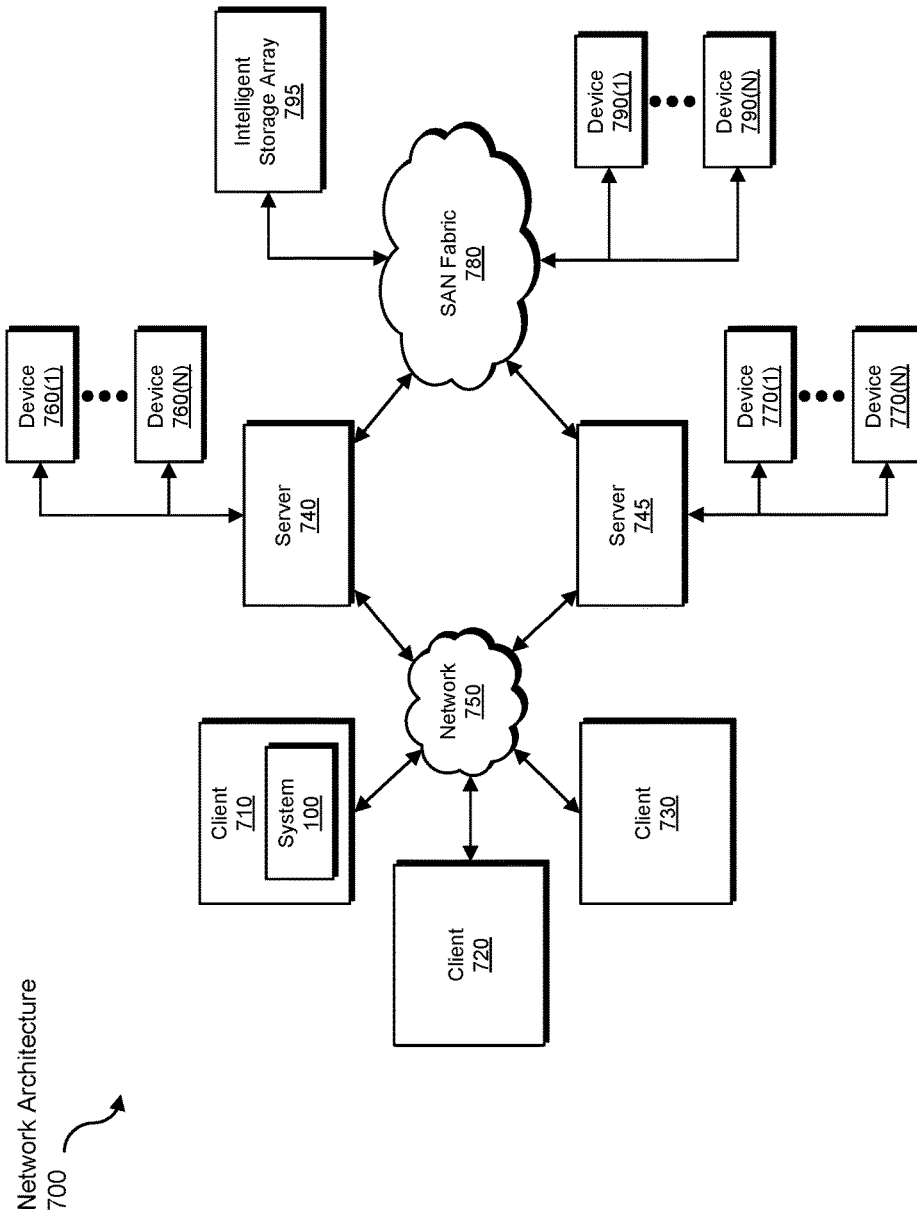 Network Architecture
700
Client
710
System
100
Client
720
Client
730
Network
750
Server
740
Server
745
Device
760(1)
Device
760(N)
Device
770(1)
Device
770(N)
SAN Fabric
780
Intelligent
Storage Array
795
Device
790(1)
Device
790(N)